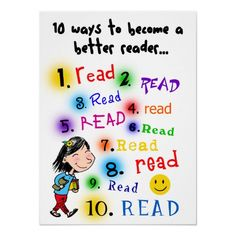 10 ways to become a
better reader...
1. read 2. READ
3. Read 4. read
5. READ 6. Read
7. Read
8. read
9. Read
10. READ